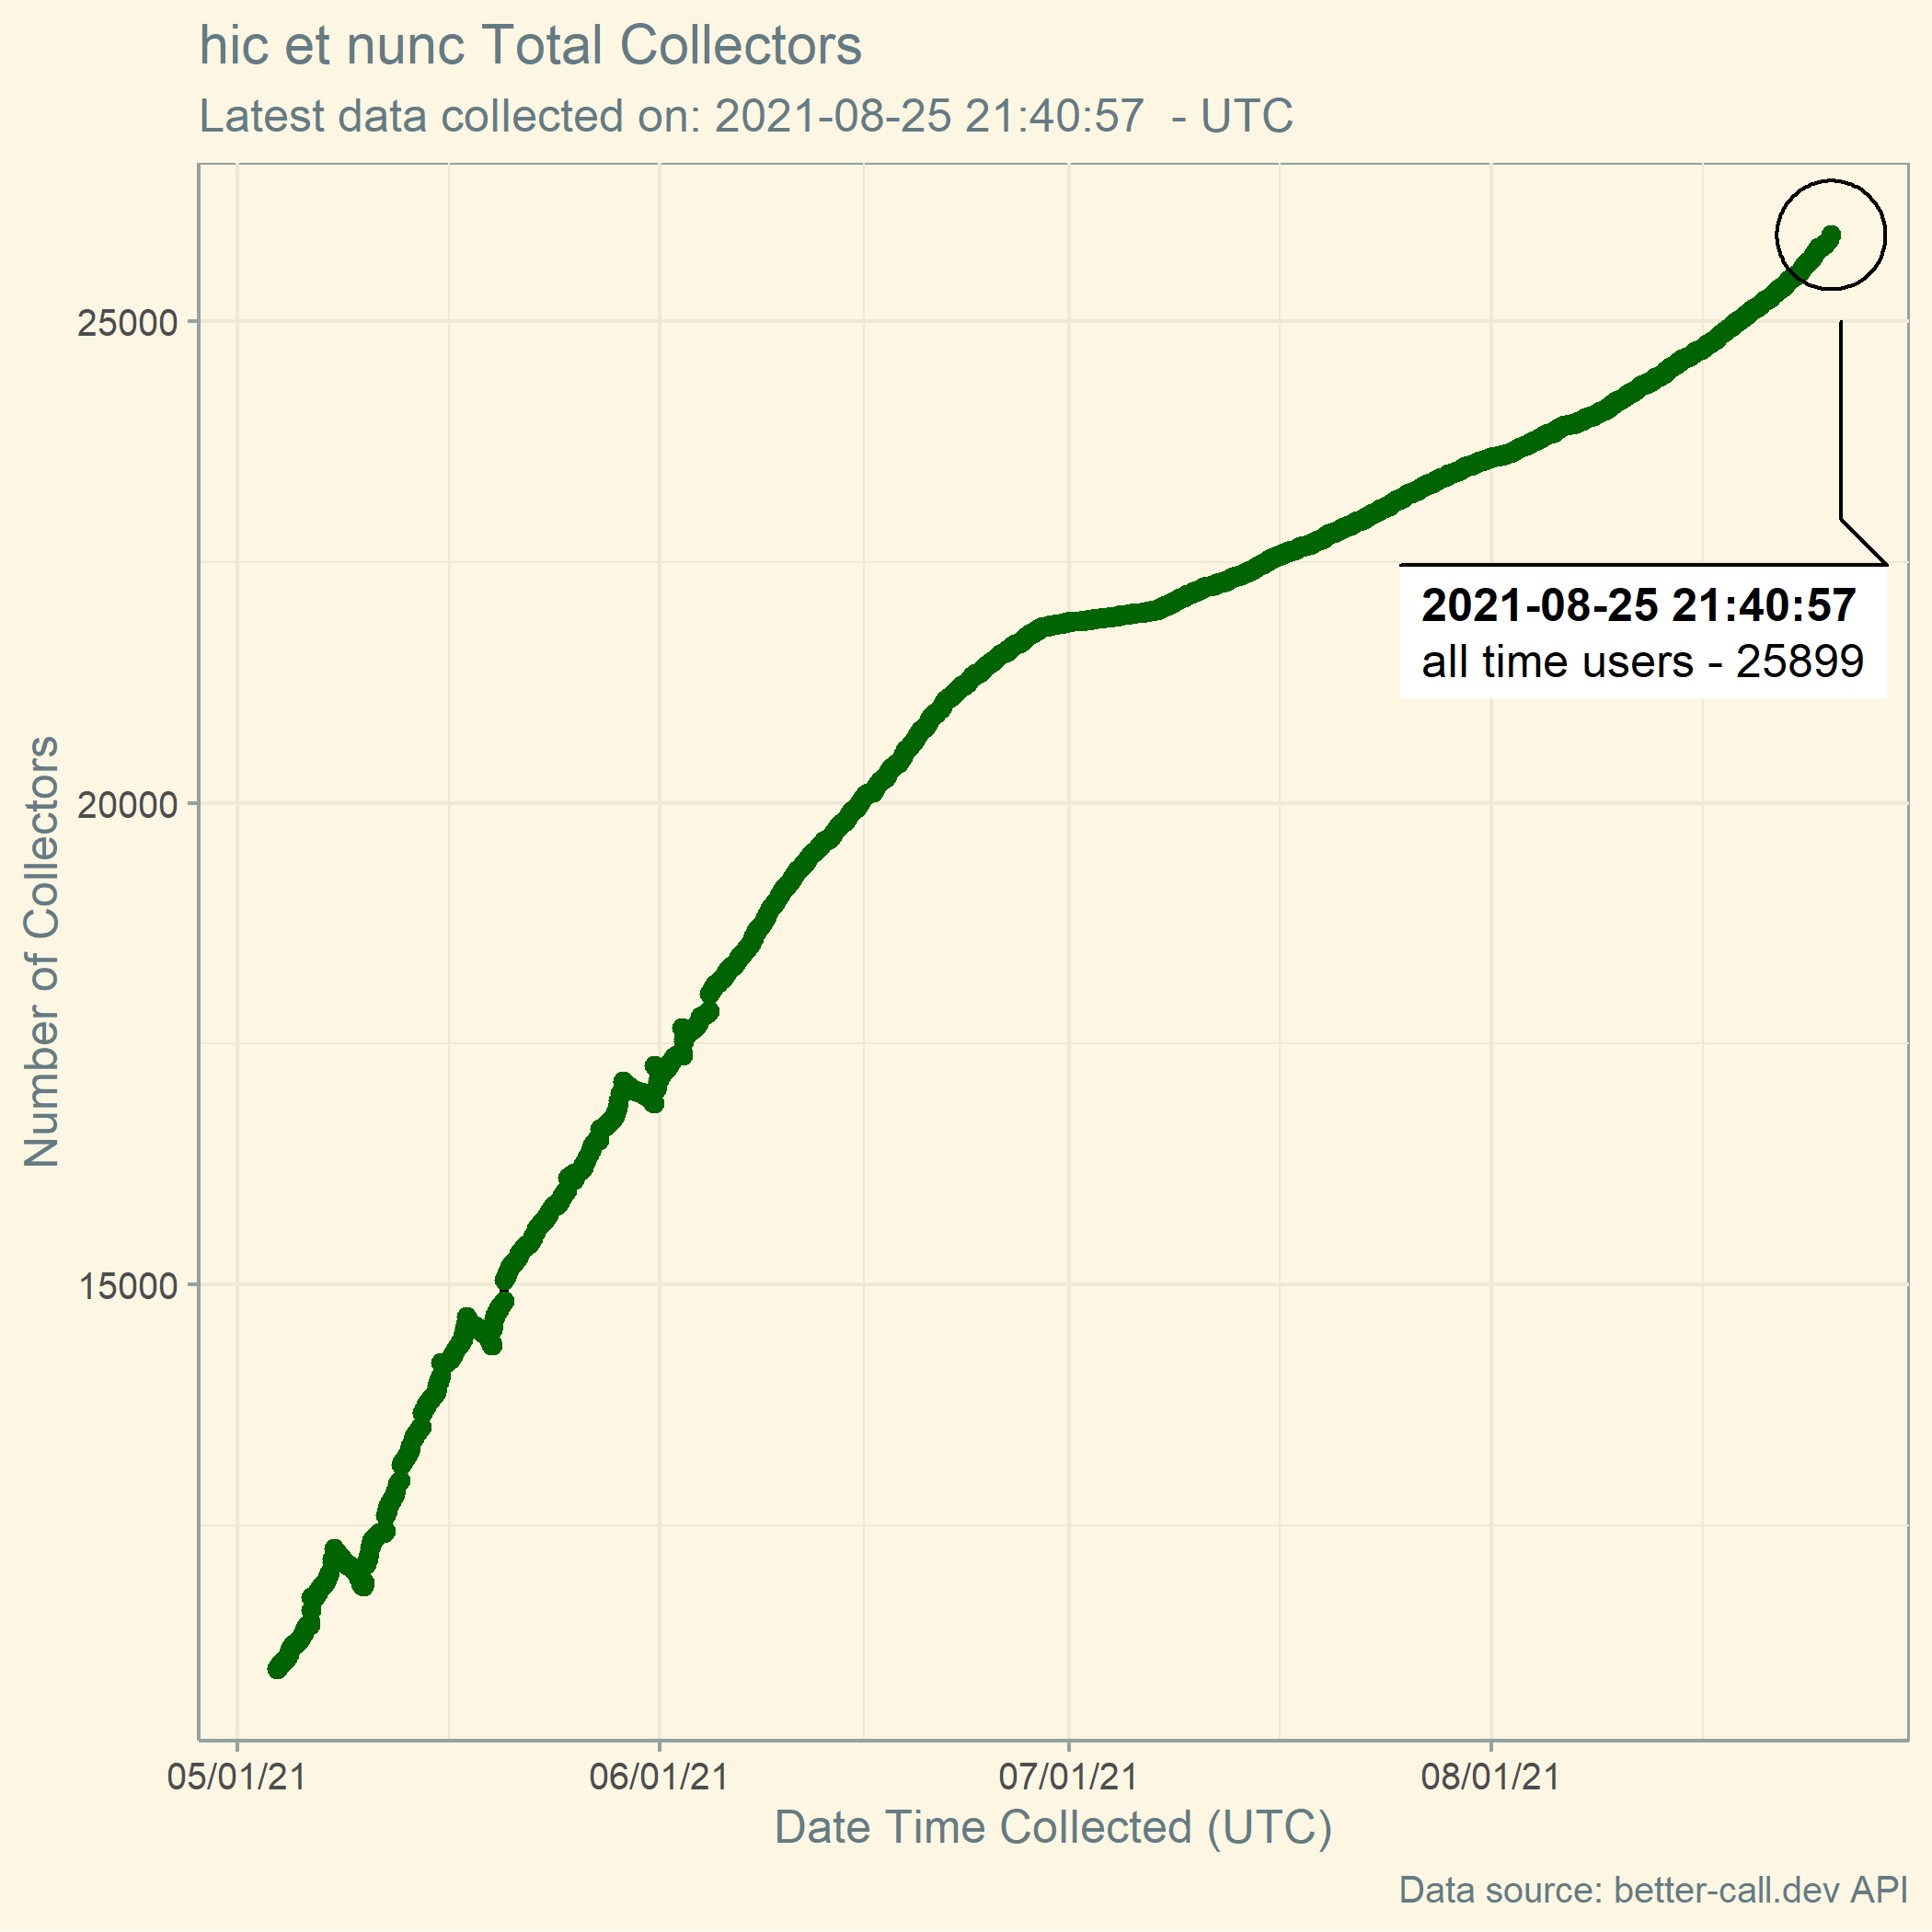 hic et nunc Total Collectors
Latest data collected on: 2021-08-25 21:40:57  - UTC
Number of Collectors
25000
20000
15000
2021-08-25 21:40:57
all time users - 25899
05/01/21
06/01/21
07/01/21
08/01/21
Date Time Collected (UTC)
Data source: better-call.dev API